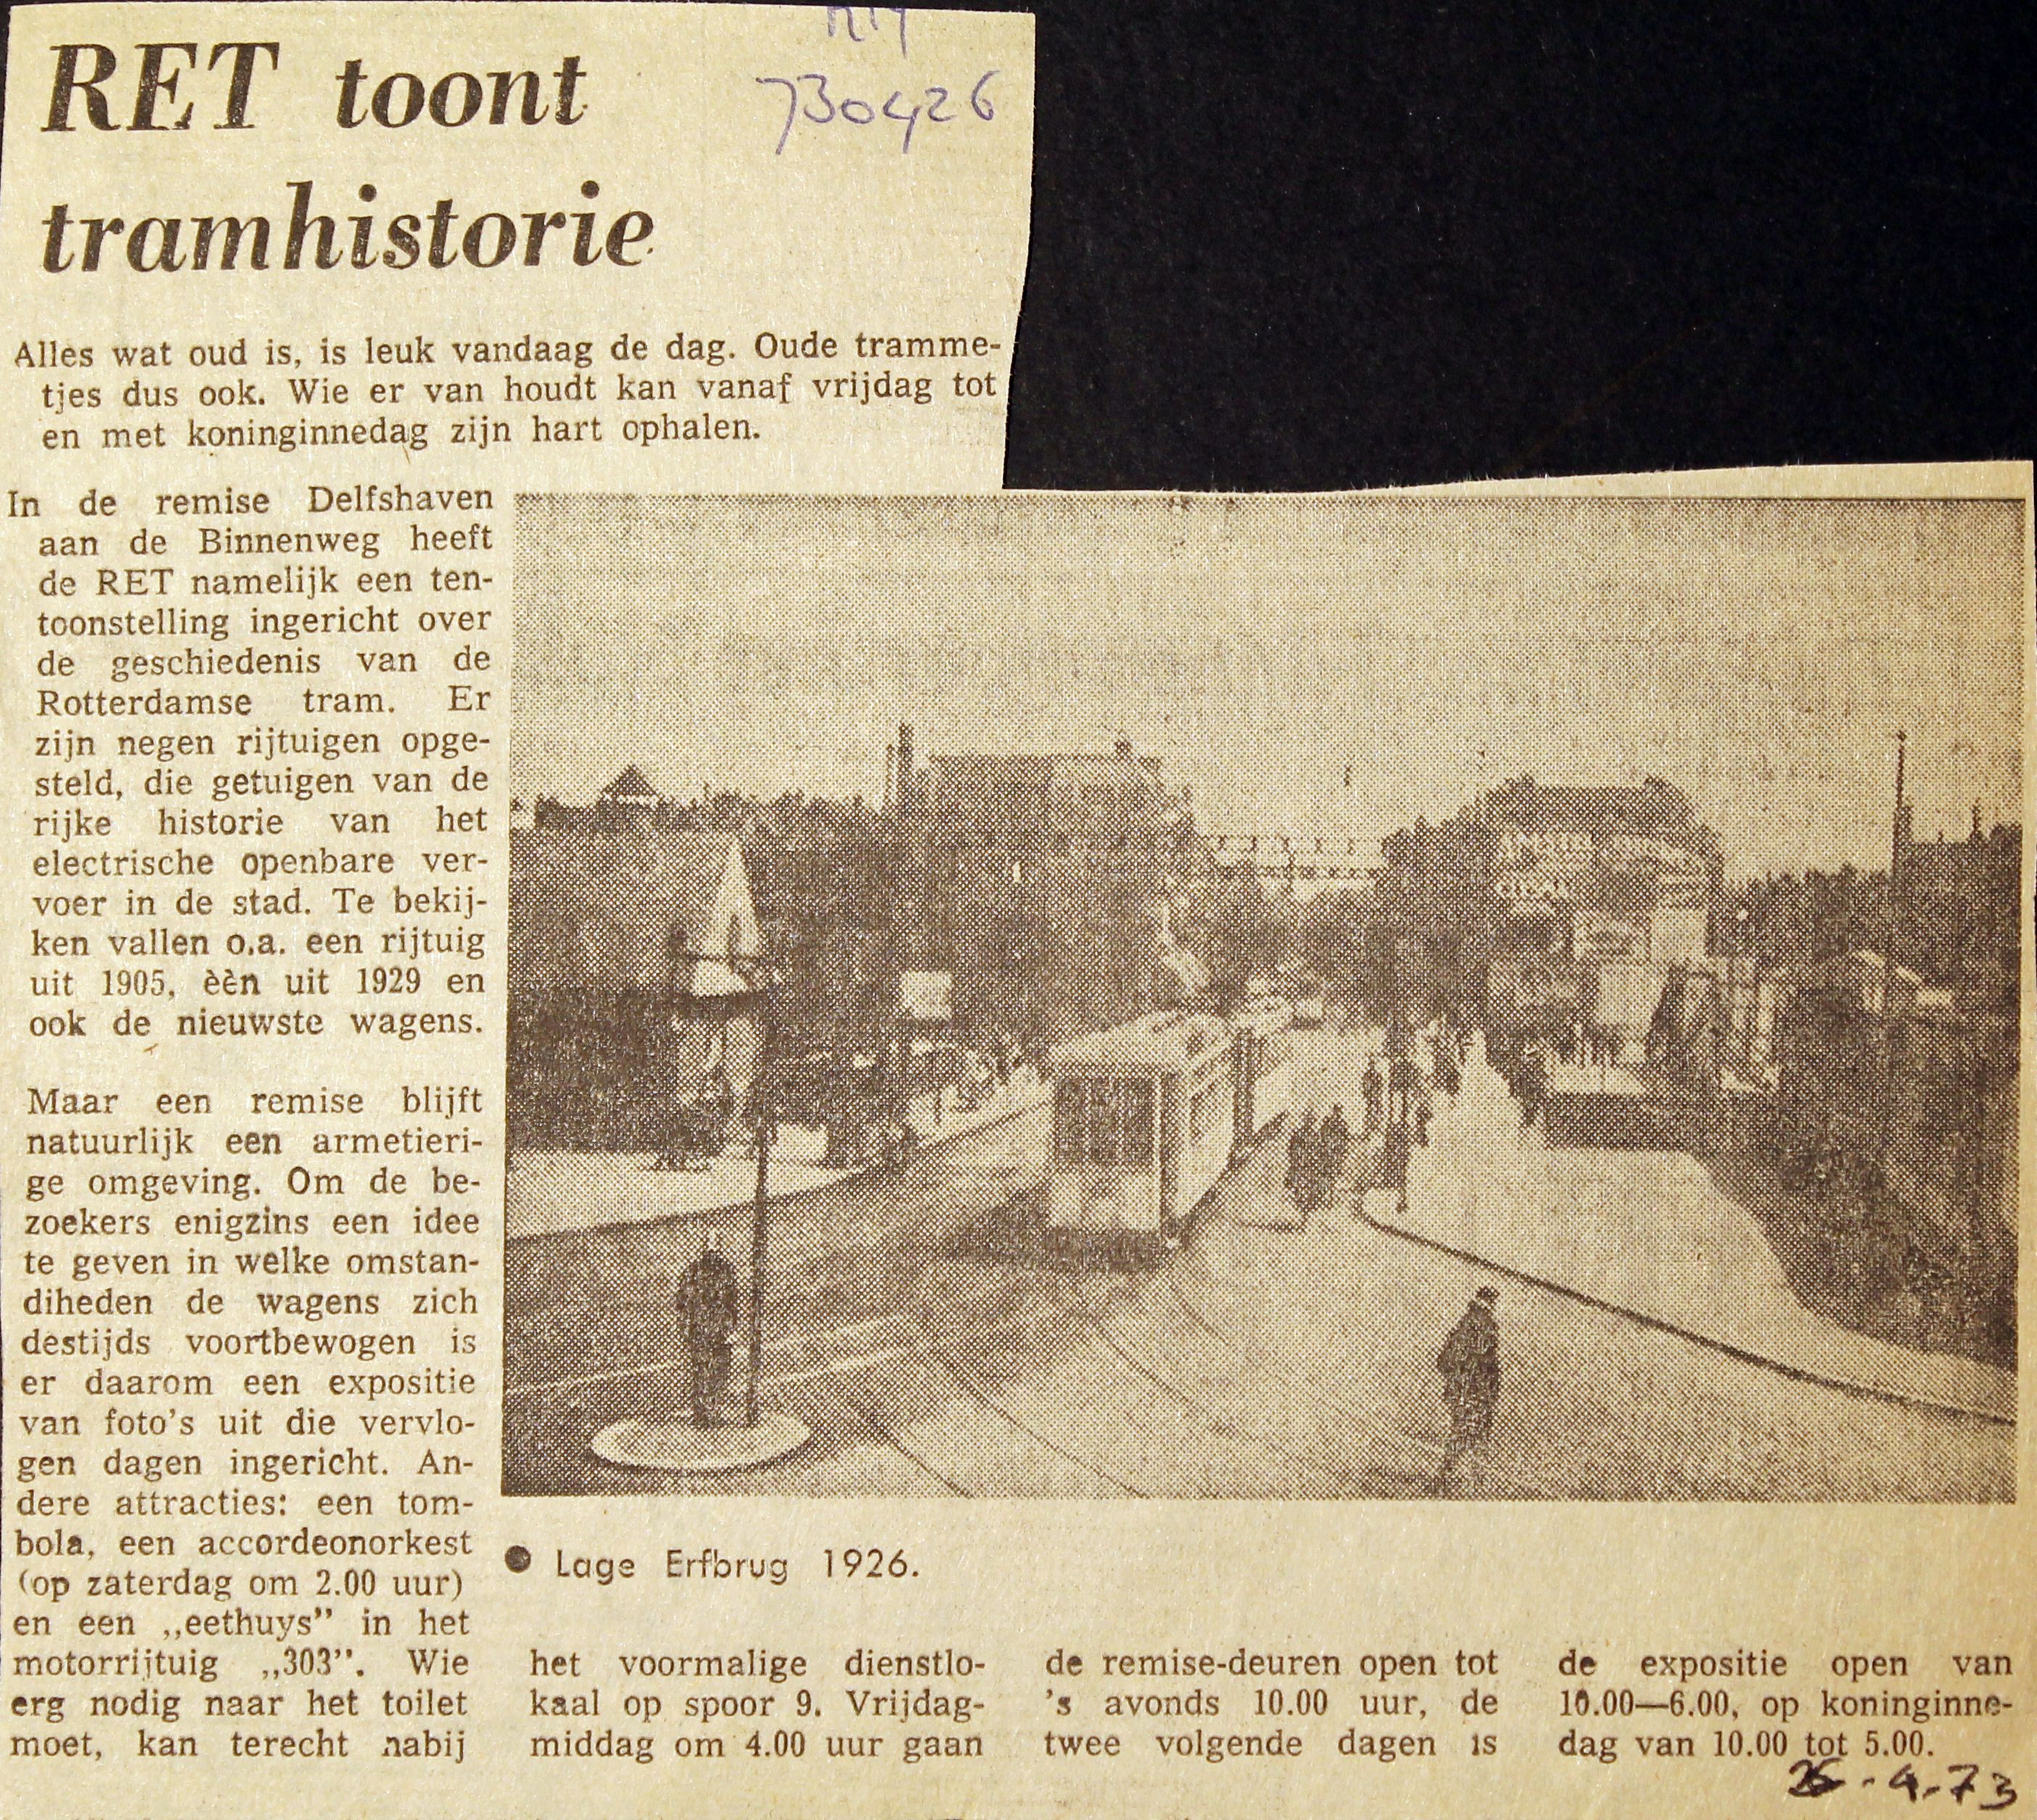 RET toont
730426
tramhistorie
Alles wat oud is, is leuk vandaag de dag. Oude tramme-
tjes dus ook. Wie er van houdt kan vanaf vrijdag tot
en met koninginnedag zijn hart ophalen.
In de remise Delfshaven
aan de Binnenweg heeft
de RET namelijk een ten-
toonstelling ingericht over
de geschiedenis van de
Rotterdamse tram. Er
zijn negen rijtuigen opge-
steld, die getuigen van de
rijke historie van het
electrische openbare ver-
voer in de stad. Te bekij-
ken vallen o.a. een rijtuig
uit 1905, èèn uit 1929 en
ook de nieuwste wagens.
Maar een remise blijft
natuurlijk een armetieri-
ge omgeving. Om de be-
zoekers enigzins een idee
te geven in welke omstan-
diheden de wagens zich
destijds voortbewogen is
er daarom een expositie
van foto's uit die vervlo-
gen dagen ingericht. An-
dere attracties: een tom-
bola, een accordeonorkest
(op zaterdag om 2.00 uur)
en een ,,eethuys" in het
motorrijtuig ,,303". Wie
erg nodig naar het toilet
moet, kan terecht nabij
● Lage Erfbrug 1926.
het voormalige dienstlo-
kaal op spoor 9. Vrijdag-
middag om 4.00 uur gaan
de remise-deuren open tot
's avonds 10.00 uur, de
twee volgende dagen is
de expositie open van
10.00—6.00, op koninginne-
dag van 10.00 tot 5.00.
26-4-73